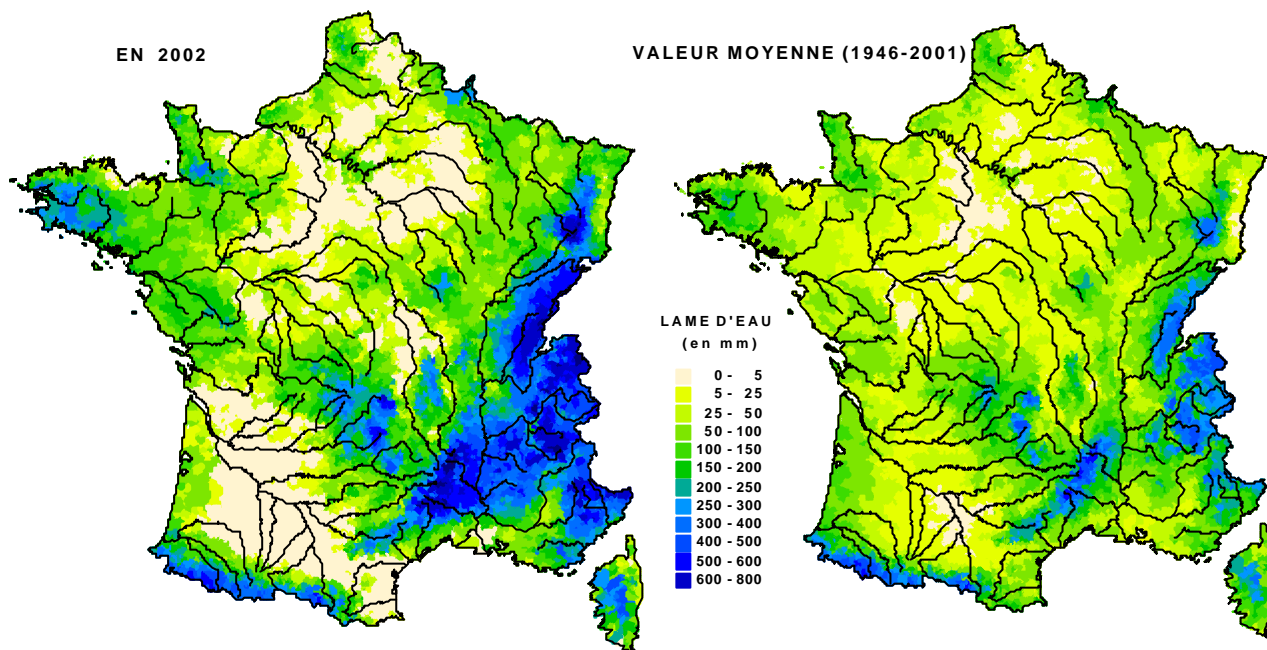 EN 2002
VALEUR MOYENNE (1946-2001)
LAME D'EAU
(en mm)
0 - 5
5 - 25
25 - 50
50 - 100
100 - 150
150 - 200
200 - 250
250 - 300
300 - 400
400 - 500
500 - 600
600 - 800